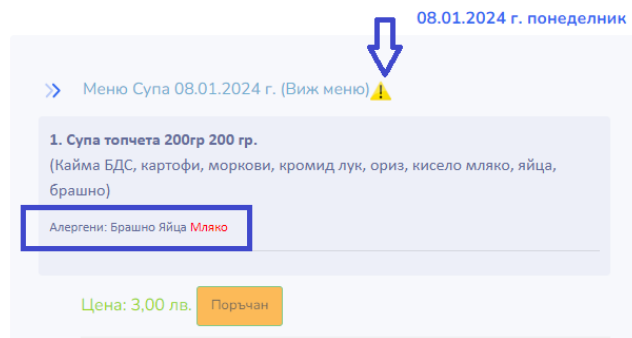 08.01.2024 г. понеделник
Меню Супа 08.01.2024 г. (Виж меню)
1. Супа топчета 200гр 200 гр.
(Кайма БДС, картофи, моркови, кромид лук, ориз, кисело мляко, яйца,
брашно)
Алергени: Брашно Яйца Мляко
Цена: 3,00 лв. Поръчан